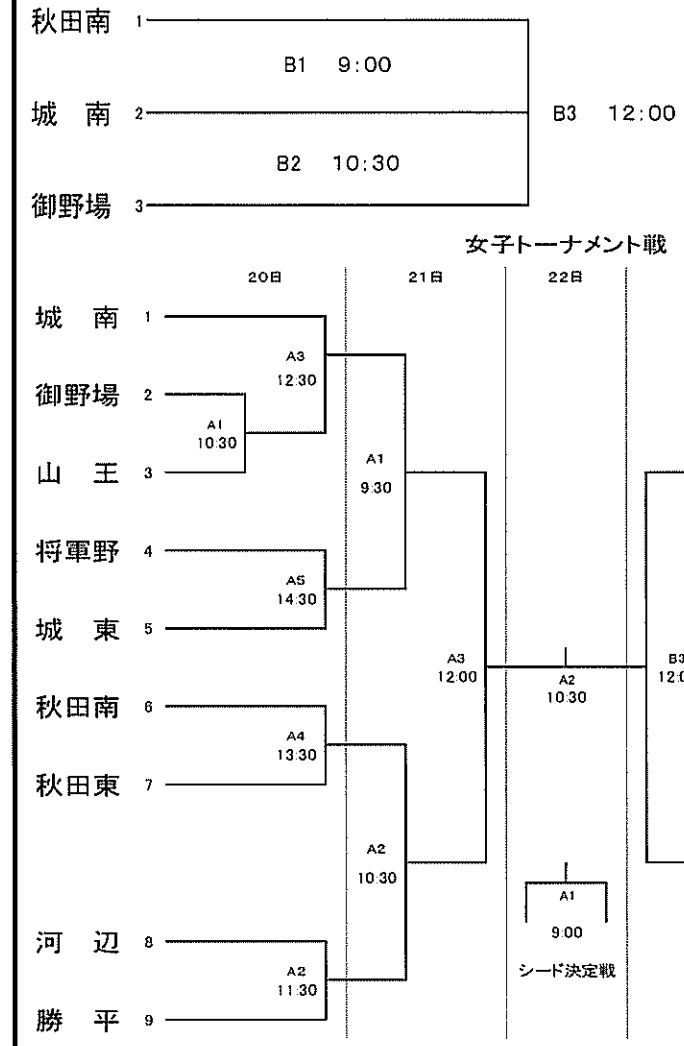 秋田南 1
B1 9:00
城 南 2
B3 12:00
B2 10:30
御野場 3
女子トーナメント戦
20日 21日 22日
城 南 1
A3
12:30
御野場 2
A1
10:30
山 王 3
A1
9:30
将軍野 4
A5
14:30
城 東 5
A3
12:00
B3
A2
10:30
秋田南 6
A4
13:30
秋田東 7
A2
10:30
A1
9:00
シード決定戦
河 辺 8
A2
11:30
勝 平 9